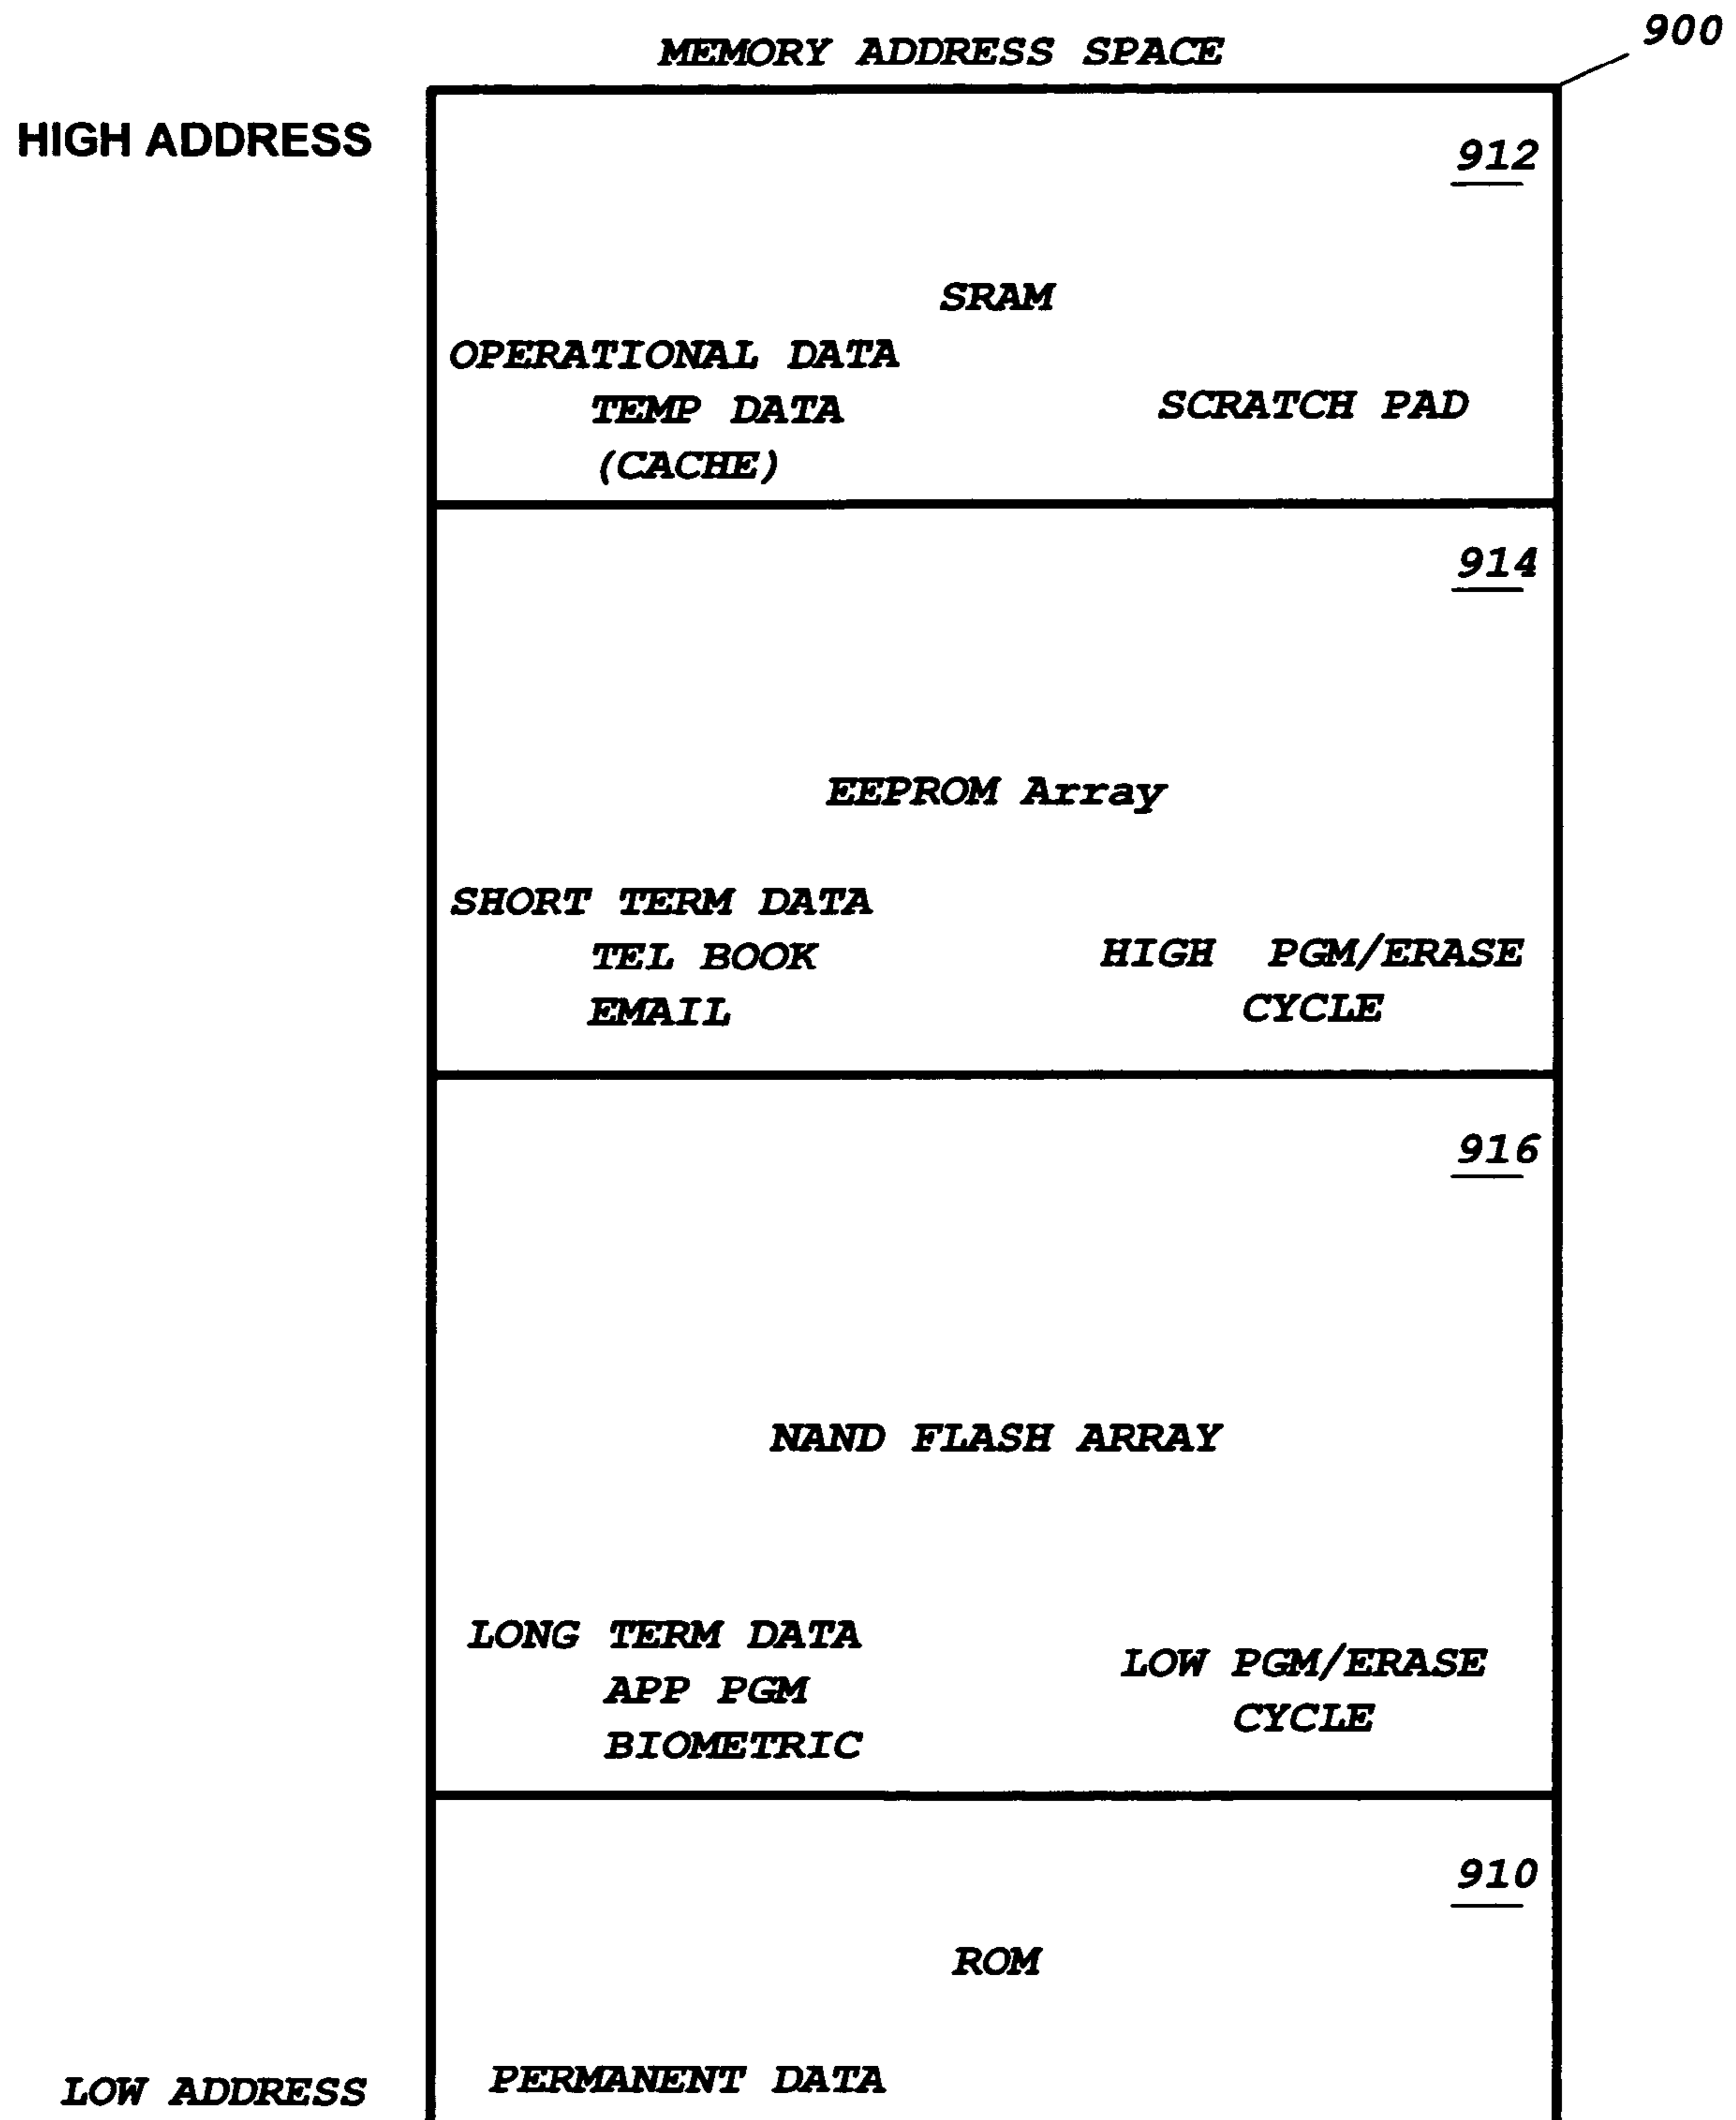 900
MEMORY ADDRESS SPACE
HIGH ADDRESS
912
SRAM
OPERATIONAL DATA
TEMP DATA
SCRATCH PAD
(CACHE)
914
EEPROM Array
SHORT TERM DATA
TEL BOOK
HIGH PGM/ERASE
EMAIL
CYCLE
916
NAND FLASH ARRAY
LONG TERM DATA
APP PGM
LOW PGM/ERASE
BIOMETRIC
CYCLE
910
ROM
PERMANENT DATA
LOW ADDRESS